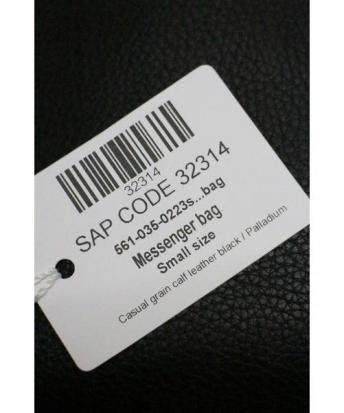 32314
SAP CODE 32314
561-035-0223s...bag
Messenger bag
Small size
Casual grain calf leather black / Palladium